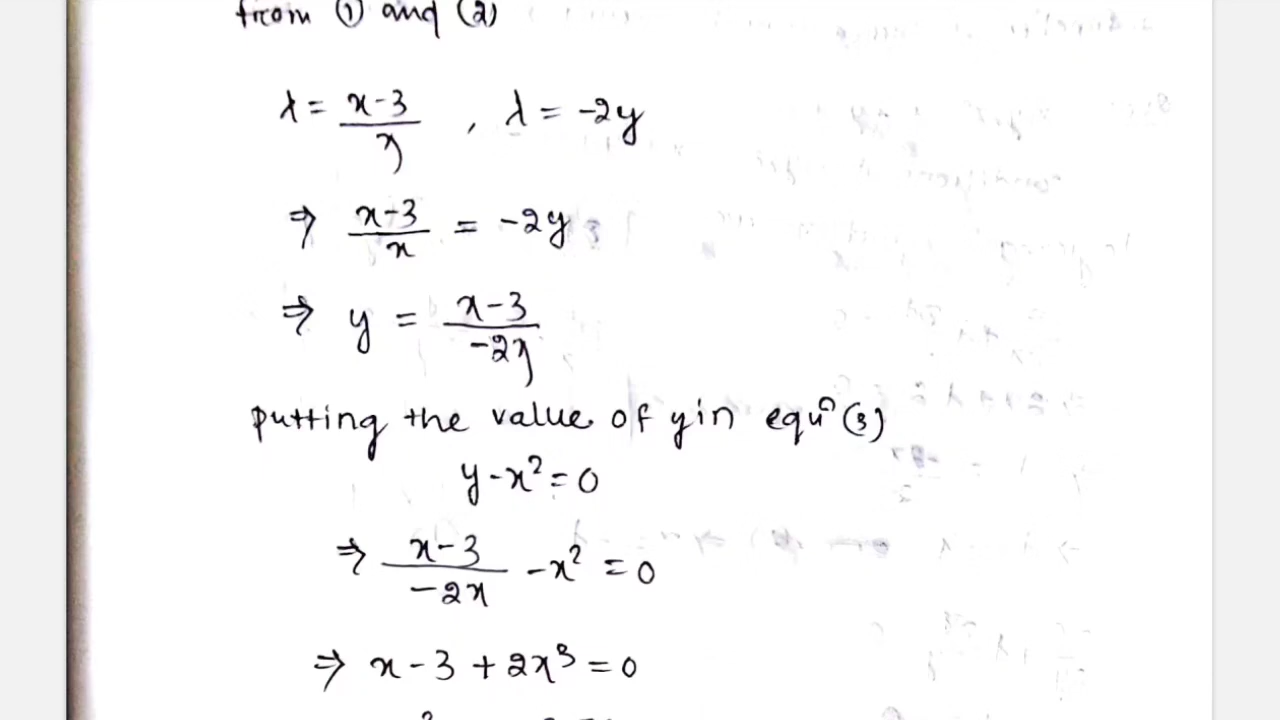 from ① and (2)
λ = x-3/x , λ = -2y
⇒ x-3/x = -2y
⇒ y = x-3/-2x
putting the value of y in equⁿ (3)
y - x² = 0
⇒ x-3/-2x - x² = 0
⇒ x - 3 + 2x³ = 0